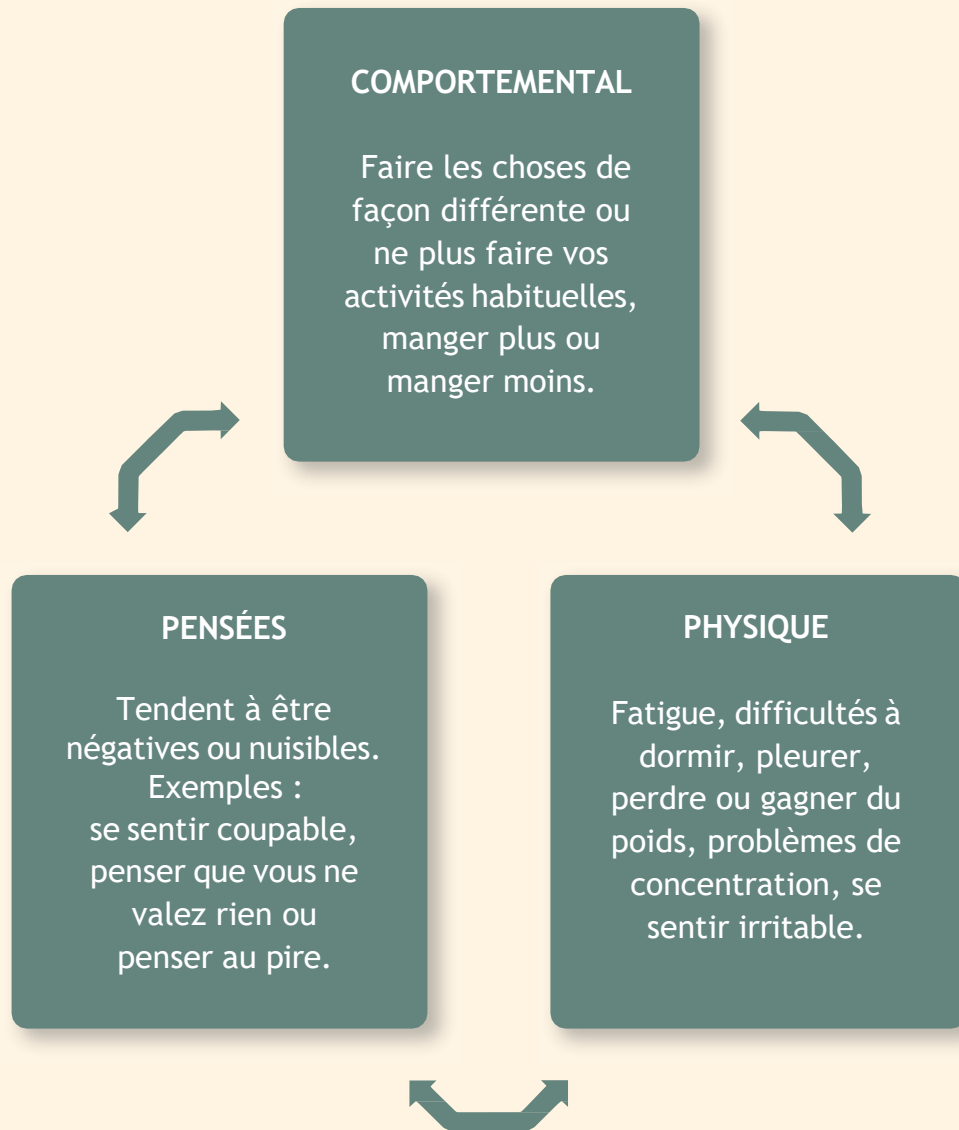 COMPORTEMENTAL
Faire les choses de
façon différente ou
ne plus faire vos
activités habituelles,
manger plus ou
manger moins.
PENSÉES
Tendent à être
négatives ou nuisibles.
Exemples :
se sentir coupable,
penser que vous ne
valez rien ou
penser au pire.
PHYSIQUE
Fatigue, difficultés à
dormir, pleurer,
perdre ou gagner du
poids, problèmes de
concentration, se
sentir irritable.